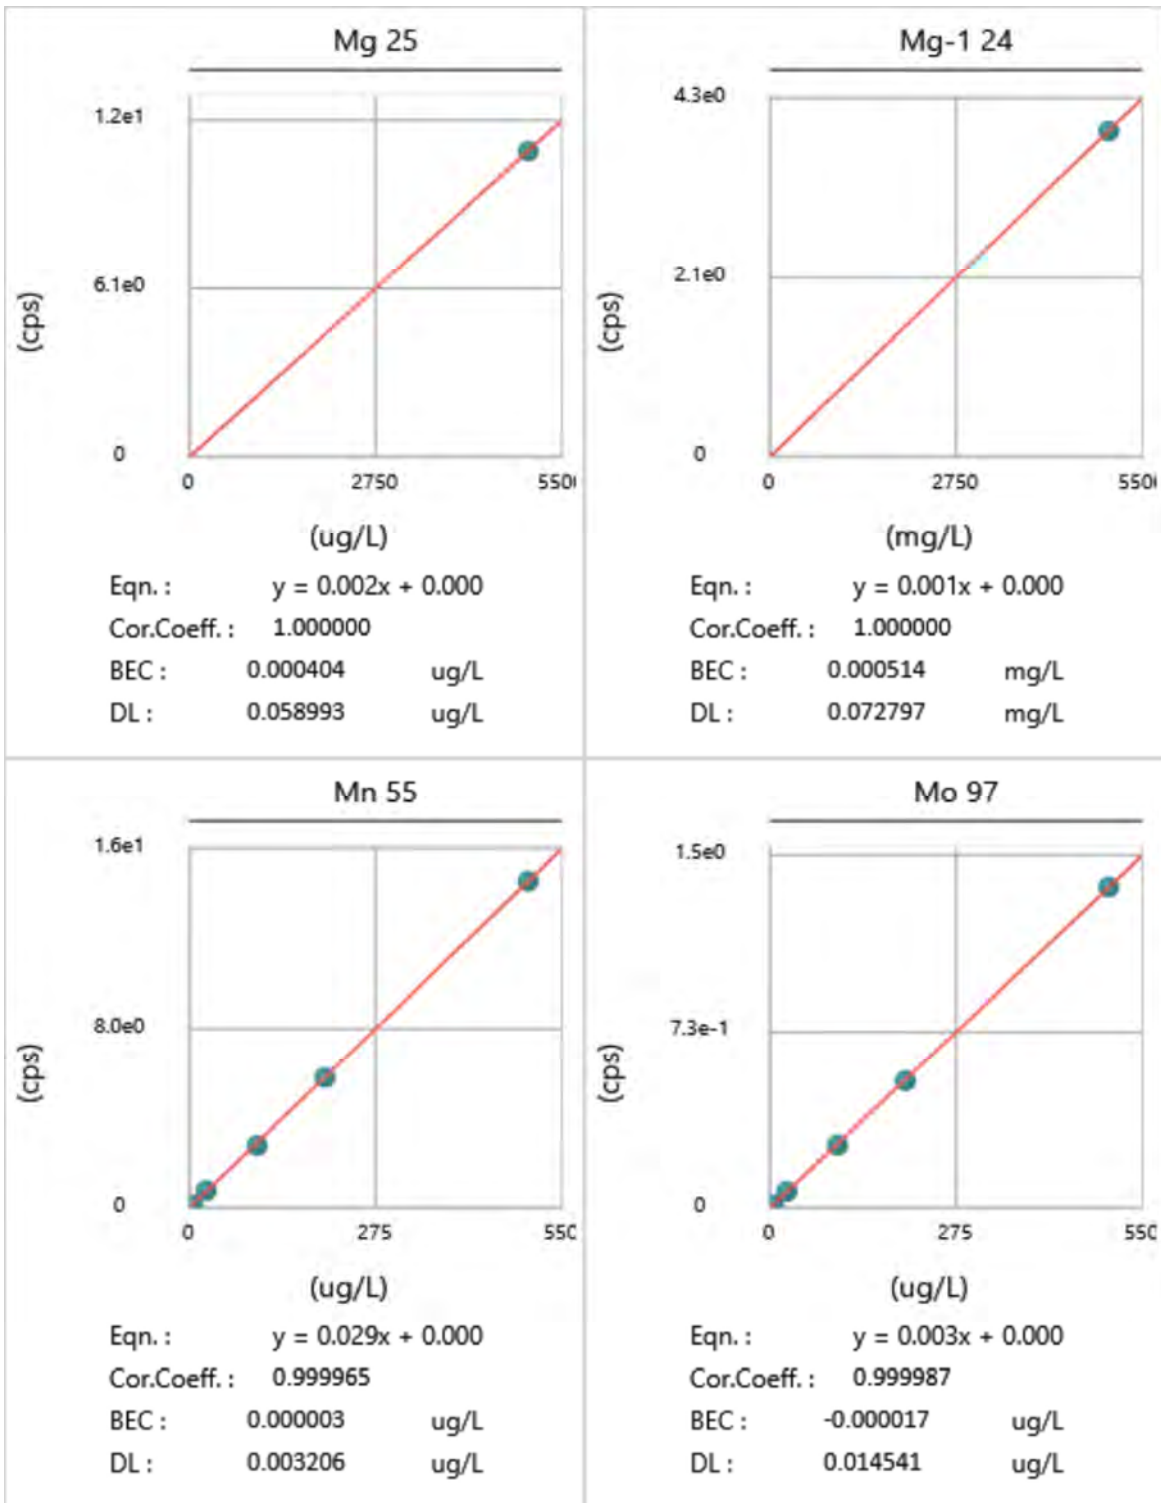 Mg 25
1.2e1
6.1e0
0
(cps)
0 2750 550
(ug/L)
Eqn. : y = 0.002x + 0.000
Cor.Coeff. : 1.000000
BEC : 0.000404 ug/L
DL : 0.058993 ug/L
Mg-1 24
4.3e0
2.1e0
0
(cps)
0 2750 550
(mg/L)
Eqn. : y = 0.001x + 0.000
Cor.Coeff. : 1.000000
BEC : 0.000514 mg/L
DL : 0.072797 mg/L
Mn 55
1.6e1
8.0e0
0
(cps)
0 275 550
(ug/L)
Eqn. : y = 0.029x + 0.000
Cor.Coeff. : 0.999965
BEC : 0.000003 ug/L
DL : 0.003206 ug/L
Mo 97
1.5e0
7.3e-1
0
(cps)
0 275 550
(ug/L)
Eqn. : y = 0.003x + 0.000
Cor.Coeff. : 0.999987
BEC : -0.000017 ug/L
DL : 0.014541 ug/L